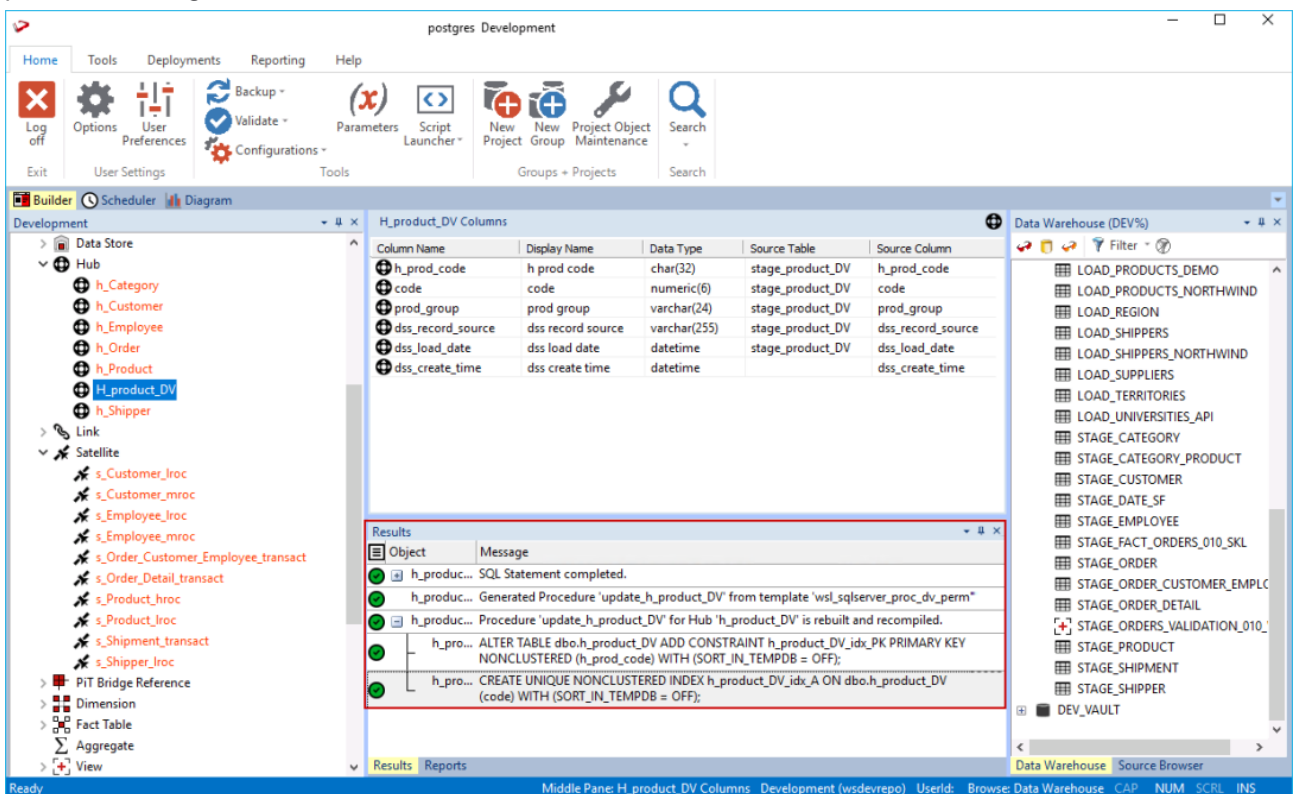 postgres Development
Home Tools Deployments Reporting Help
Log off
Options
User Preferences
Backup
Validate
Configurations
(x)
Parameters
Script Launcher
New Project
New Group
Project Object Maintenance
Search
Exit User Settings Tools Groups + Projects Search
Builder Scheduler Diagram
Development
Data Store
Hub
h_Category
h_Customer
h_Employee
h_Order
h_Product
H_product_DV
h_Shipper
Link
Satellite
s_Customer_lroc
s_Customer_mroc
s_Employee_lroc
s_Employee_mroc
s_Order_Customer_Employee_transact
s_Order_Detail_transact
s_Product_hroc
s_Product_lroc
s_Shipment_transact
s_Shipper_lroc
PiT Bridge Reference
Dimension
Fact Table
Aggregate
View
H_product_DV Columns
Column Name Display Name Data Type Source Table Source Column
h_prod_code h prod code char(32) stage_product_DV h_prod_code
code code numeric(6) stage_product_DV code
prod_group prod group varchar(24) stage_product_DV prod_group
dss_record_source dss record source varchar(255) stage_product_DV dss_record_source
dss_load_date dss load date datetime stage_product_DV dss_load_date
dss_create_time dss create time datetime dss_create_time
Results
Object Message
h_produc... SQL Statement completed.
h_produc... Generated Procedure 'update_h_product_DV' from template 'wsl_sqlserver_proc_dv_perm"
h_produc... Procedure 'update_h_product_DV' for Hub 'h_product_DV' is rebuilt and recompiled.
h_pro... ALTER TABLE dbo.h_product_DV ADD CONSTRAINT h_product_DV_idx_PK PRIMARY KEY
NONCLUSTERED (h_prod_code) WITH (SORT_IN_TEMPDB = OFF);
h_pro... CREATE UNIQUE NONCLUSTERED INDEX h_product_DV_idx_A ON dbo.h_product_DV
(code) WITH (SORT_IN_TEMPDB = OFF);
Results Reports
Data Warehouse (DEV%)
Filter
LOAD_PRODUCTS_DEMO
LOAD_PRODUCTS_NORTHWIND
LOAD_REGION
LOAD_SHIPPERS
LOAD_SHIPPERS_NORTHWIND
LOAD_SUPPLIERS
LOAD_TERRITORIES
LOAD_UNIVERSITIES_API
STAGE_CATEGORY
STAGE_CATEGORY_PRODUCT
STAGE_CUSTOMER
STAGE_DATE_SF
STAGE_EMPLOYEE
STAGE_FACT_ORDERS_010_SKL
STAGE_ORDER
STAGE_ORDER_CUSTOMER_EMPLC
STAGE_ORDER_DETAIL
STAGE_ORDERS_VALIDATION_010_
STAGE_PRODUCT
STAGE_SHIPMENT
STAGE_SHIPPER
DEV_VAULT
Data Warehouse Source Browser
Ready Middle Pane: H_product_DV Columns Development (wsdevrepo) UserId: Browse: Data Warehouse CAP NUM SCRL INS